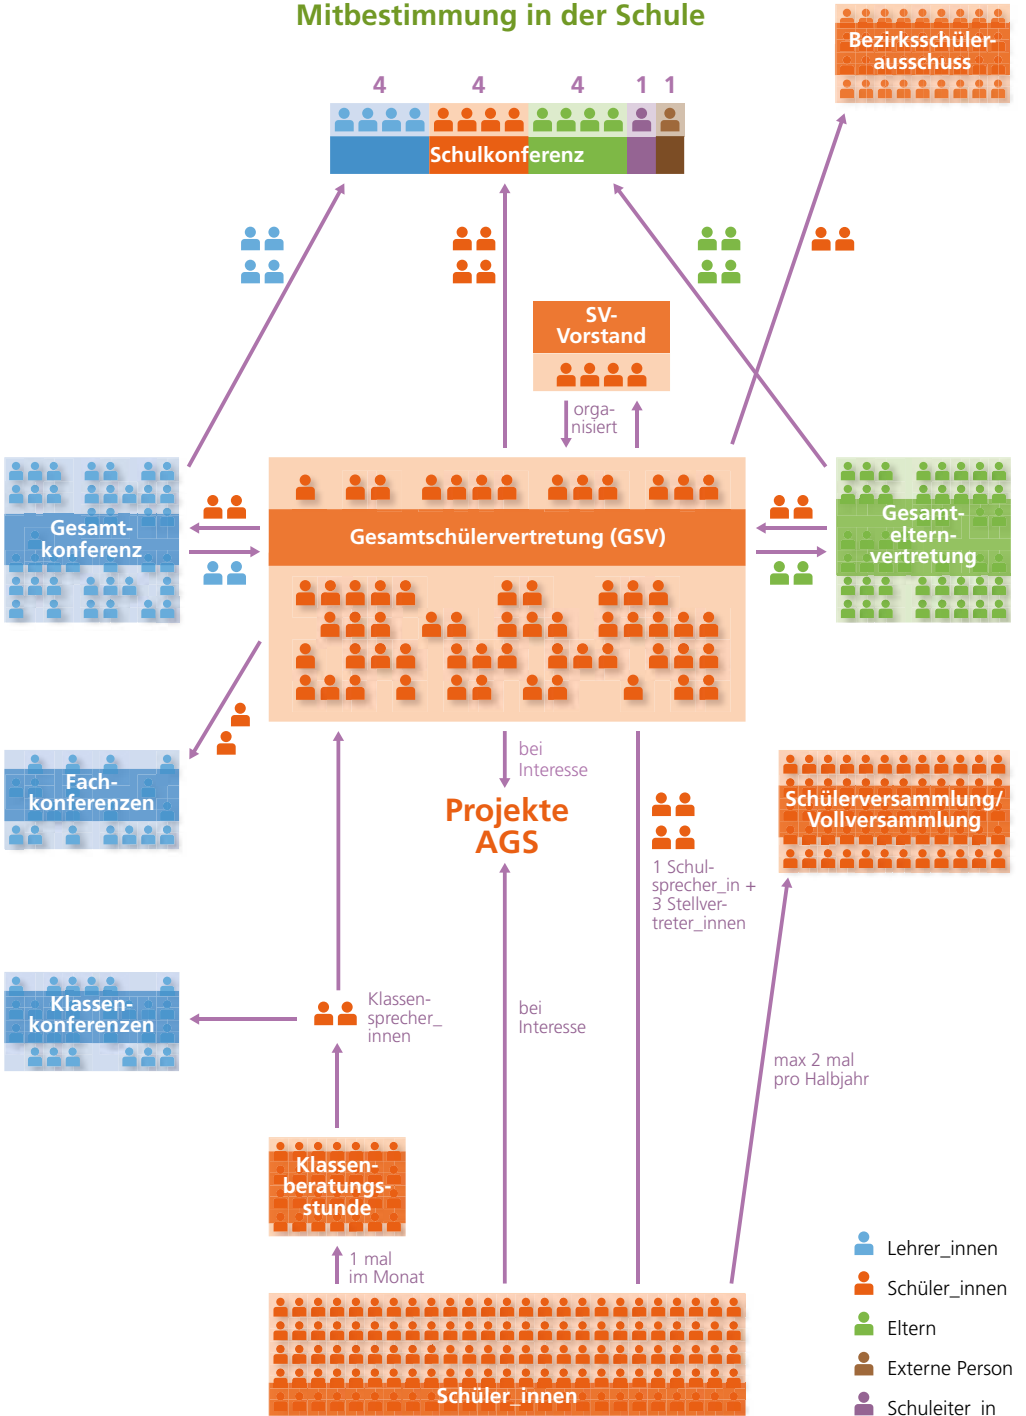 Mitbestimmung in der Schule
Bezirksschüler-
ausschuss
4 4 4 1 1
Schulkonferenz
SV-
Vorstand
orga-
nisiert
Gesamt-
konferenz
Gesamtschülervertretung (GSV)
Gesamt-
eltern-
vertretung
Fach-
konferenzen
bei
Interesse
Projekte
AGS
Schülerversammlung/
Vollversammlung
1 Schul-
sprecher_in +
3 Stellver-
treter_innen
Klassen-
konferenzen
Klassen-
sprecher_
innen
bei
Interesse
max 2 mal
pro Halbjahr
Klassen-
beratungs-
stunde
1 mal
im Monat
Schüler_innen
Lehrer_innen
Schüler_innen
Eltern
Externe Person
Schuleiter_in